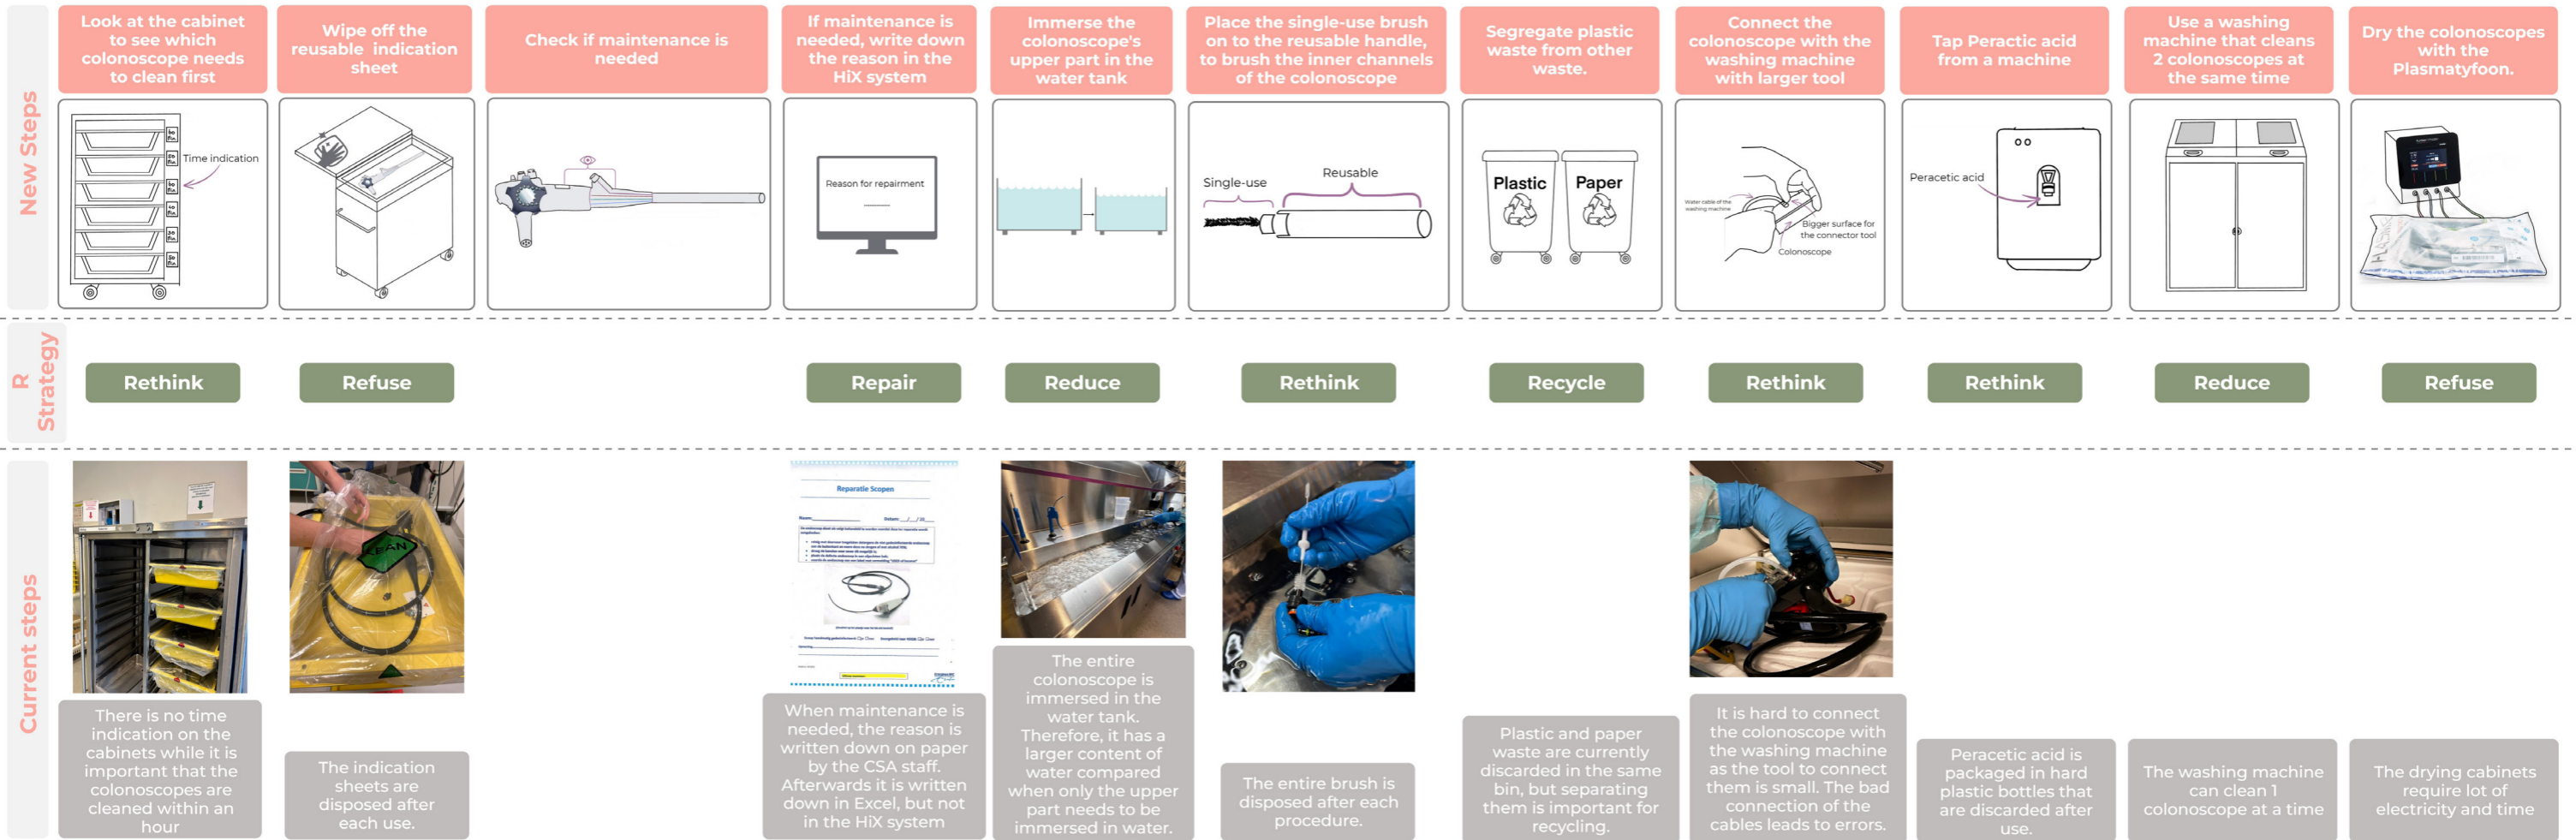 New Steps
Look at the cabinet
to see which
colonoscope needs
to clean first
Wipe off the
reusable indication
sheet
Check if maintenance is
needed
If maintenance is
needed, write down
the reason in the
HiX system
Immerse the
colonoscope's
upper part in the
water tank
Place the single-use brush
on to the reusable handle,
to brush the inner channels
of the colonoscope
Segregate plastic
waste from other
waste.
Connect the
colonoscope with the
washing machine
with larger tool
Tap Peractic acid
from a machine
Use a washing
machine that cleans
2 colonoscopes at
the same time
Dry the colonoscopes
with the
Plasmatyfoon.
Time indication
Reason for repairment
Single-use
Reusable
Plastic
Paper
Water cable of the
washing machine
Bigger surface for
the connector tool
Colonoscope
Peracetic acid
R
Strategy
Rethink
Refuse
Repair
Reduce
Rethink
Recycle
Rethink
Rethink
Reduce
Refuse
Current steps
CLEAN
Reparatie Scopen
There is no time
indication on the
cabinets while it is
important that the
colonoscopes are
cleaned within an
hour
The indication
sheets are
disposed after
each use.
When maintenance is
needed, the reason is
written down on paper
by the CSA staff.
Afterwards it is written
down in Excel, but not
in the HiX system
The entire
colonoscope is
immersed in the
water tank.
Therefore, it has a
larger content of
water compared
when only the upper
part needs to be
immersed in water.
The entire brush is
disposed after each
procedure.
Plastic and paper
waste are currently
discarded in the same
bin, but separating
them is important for
recycling.
It is hard to connect
the colonoscope with
the washing machine
as the tool to connect
them is small. The bad
connection of the
cables leads to errors.
Peracetic acid is
packaged in hard
plastic bottles that
are discarded after
use.
The washing machine
can clean 1
colonoscope at a time
The drying cabinets
require lot of
electricity and time